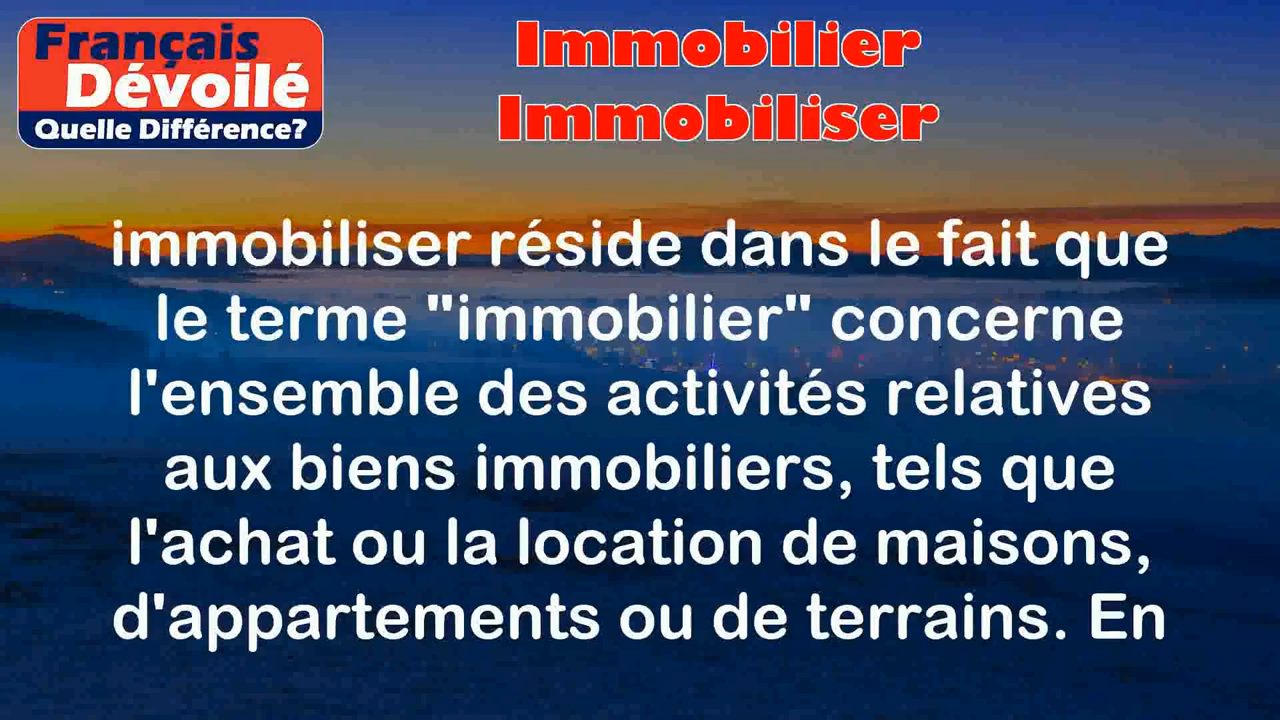 Français
Dévoilé
Quelle Différence?
Immobilier
Immobiliser
immobiliser réside dans le fait que
le terme "immobilier" concerne
l'ensemble des activités relatives
aux biens immobiliers, tels que
l'achat ou la location de maisons,
d'appartements ou de terrains. En